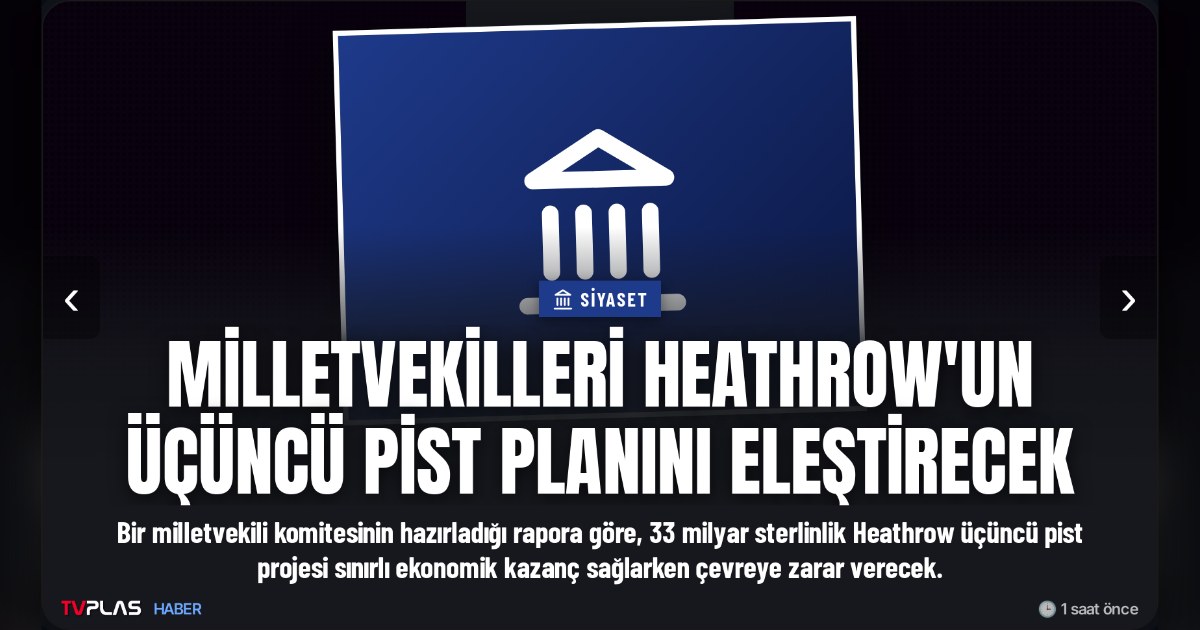 SİYASET
MİLLETVEKİLLERİ HEATHROW'UN
ÜÇÜNCÜ PİST PLANINI ELEŞTİRECEK
Bir milletvekili komitesinin hazırladığı rapora göre, 33 milyar sterlinlik Heathrow üçüncü pist
projesi sınırlı ekonomik kazanç sağlarken çevreye zarar verecek.
TVPLAS HABER
1 saat önce